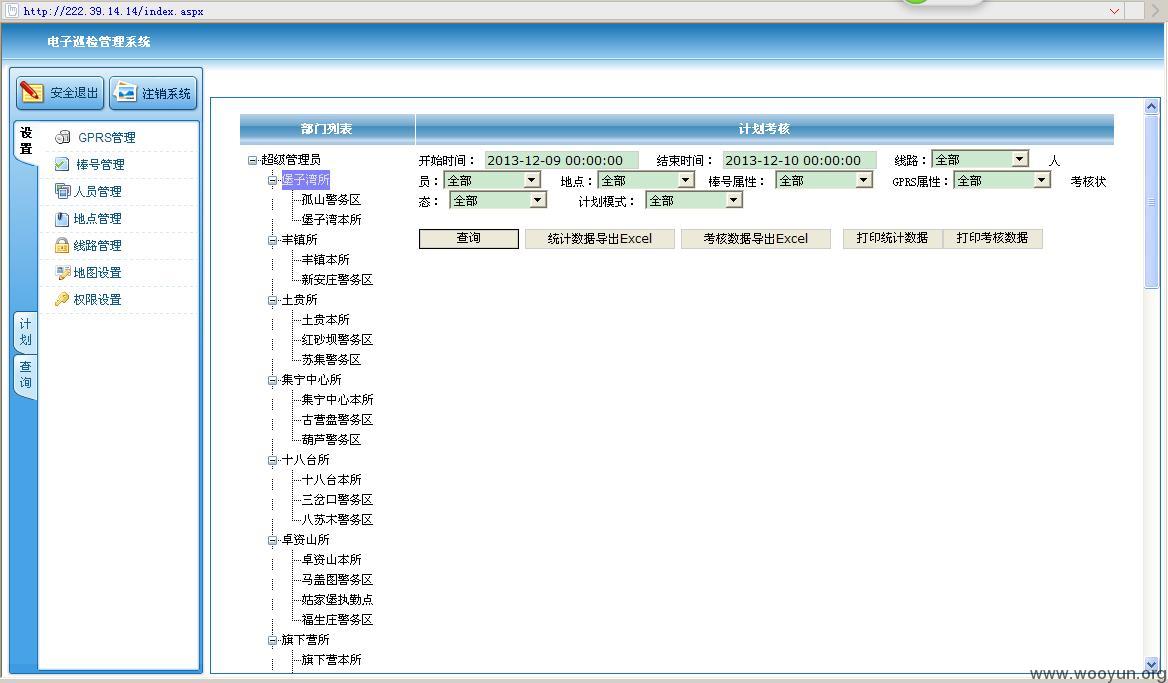 http://222.39.14.14/index.aspx
电子巡检管理系统
安全退出 注销系统
设置
GPRS管理
棒号管理
人员管理
地点管理
线路管理
地图设置
权限设置
计划
查询
部门列表
超级管理员
堡子湾所
孤山警务区
堡子湾本所
丰镇所
丰镇本所
新安庄警务区
土贵所
土贵本所
红砂坝警务区
苏集警务区
集宁中心所
集宁中心本所
古营盘警务区
葫芦警务区
十八台所
十八台本所
三岔口警务区
八苏木警务区
卓资山所
卓资山本所
马盖图警务区
姑家堡执勤点
福生庄警务区
旗下营所
旗下营本所
计划考核
开始时间： 2013-12-09 00:00:00 结束时间： 2013-12-10 00:00:00 线路： 全部 人
员： 全部 地点： 全部 棒号属性： 全部 GPRS属性： 全部 考核状
态： 全部 计划模式： 全部
查询 统计数据导出Excel 考核数据导出Excel 打印统计数据 打印考核数据
www.wooyun.org